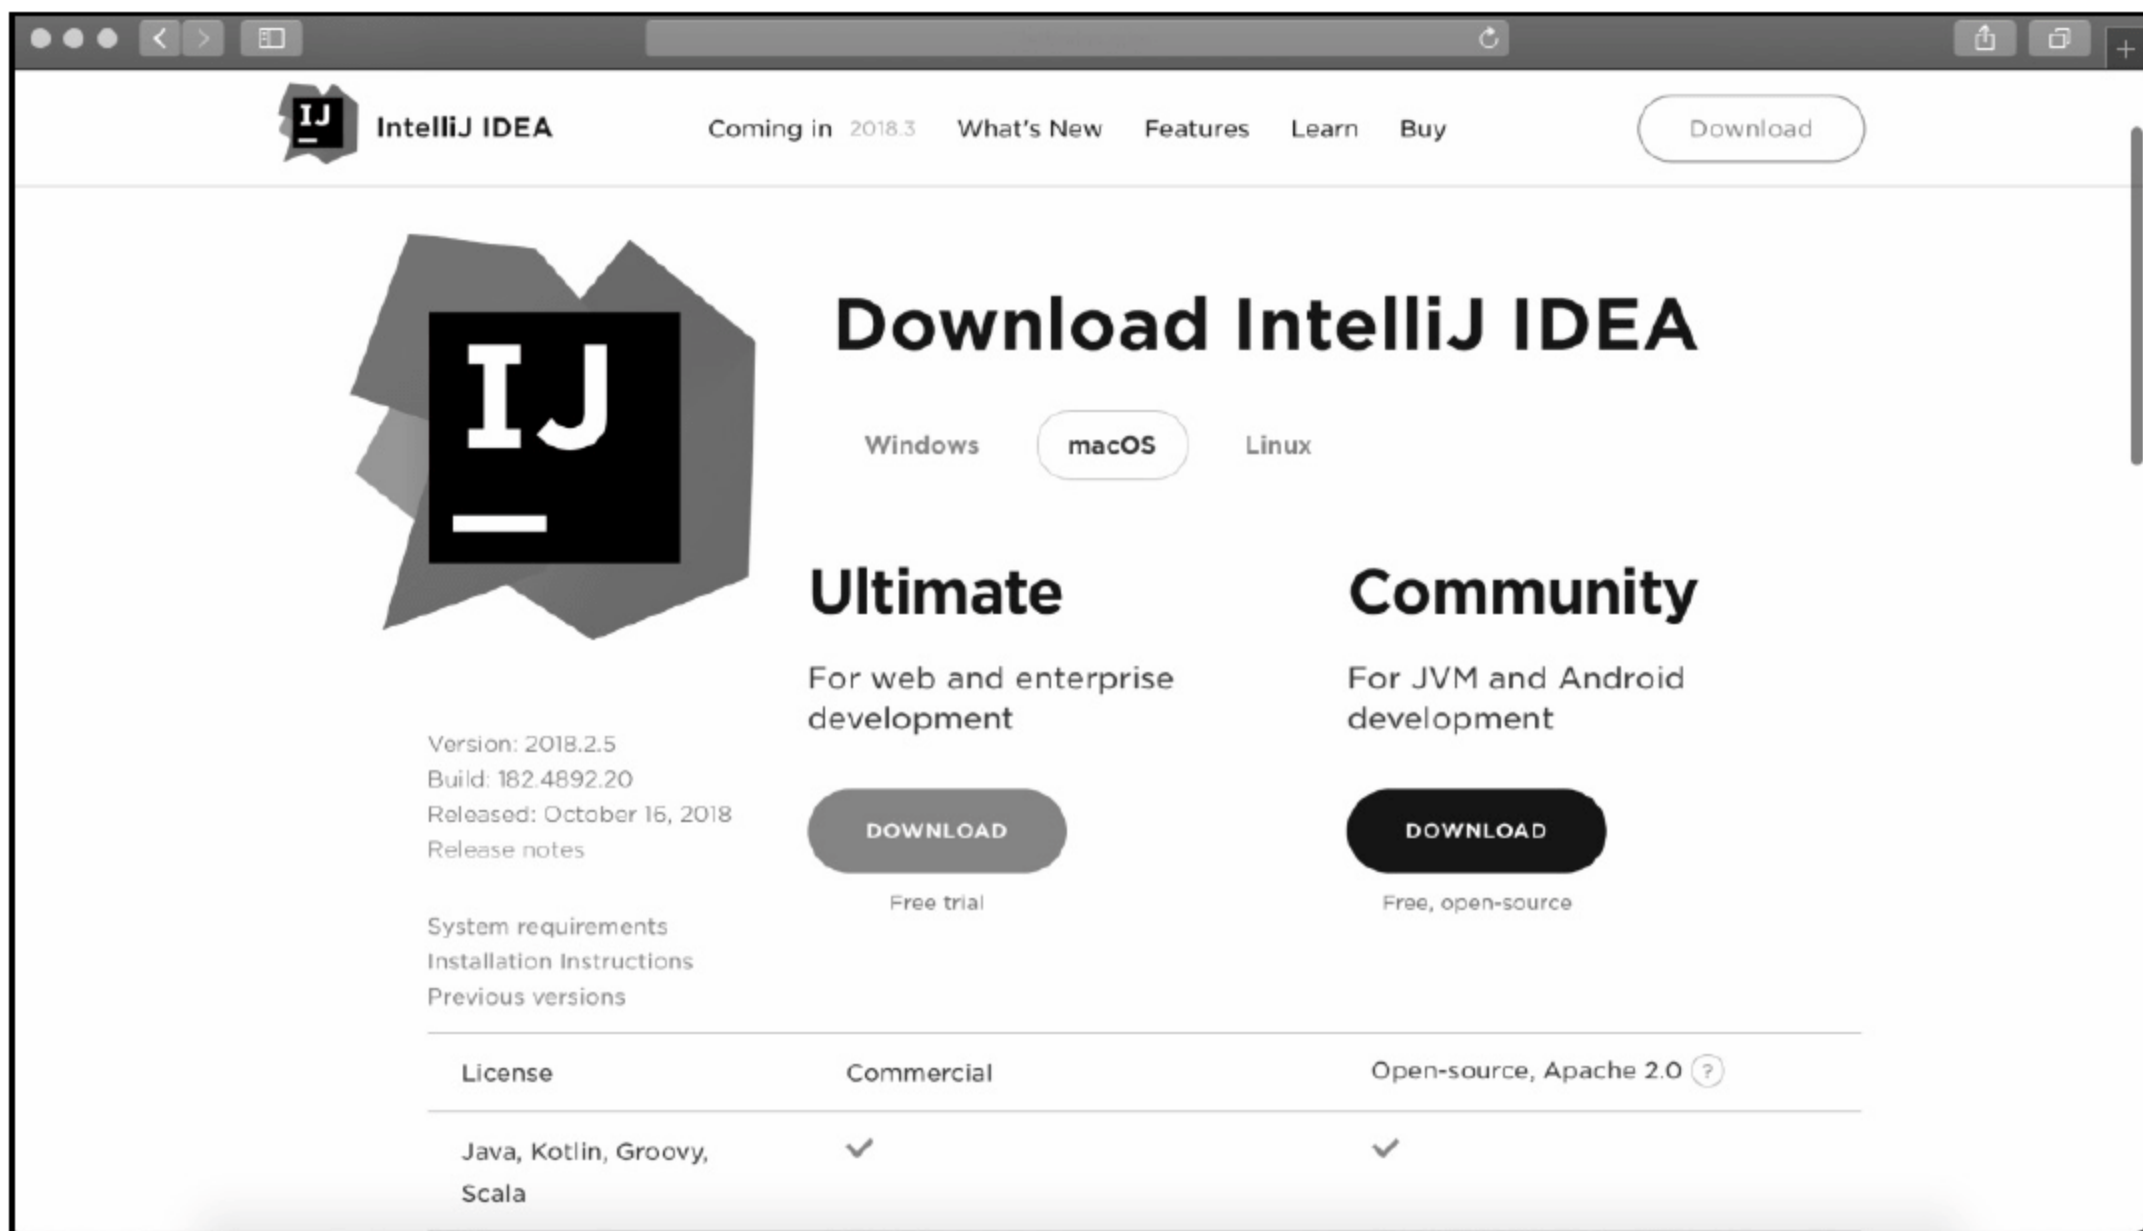 IJ
IntelliJ IDEA
Coming in 2018.3 What's New Features Learn Buy
Download
IJ
Download IntelliJ IDEA
Windows macOS Linux
Ultimate
For web and enterprise
development
DOWNLOAD
Free trial
Community
For JVM and Android
development
DOWNLOAD
Free, open-source
Version: 2018.2.5
Build: 182.4892.20
Released: October 16, 2018
Release notes
System requirements
Installation Instructions
Previous versions
License Commercial Open-source, Apache 2.0 ?
Java, Kotlin, Groovy,
Scala